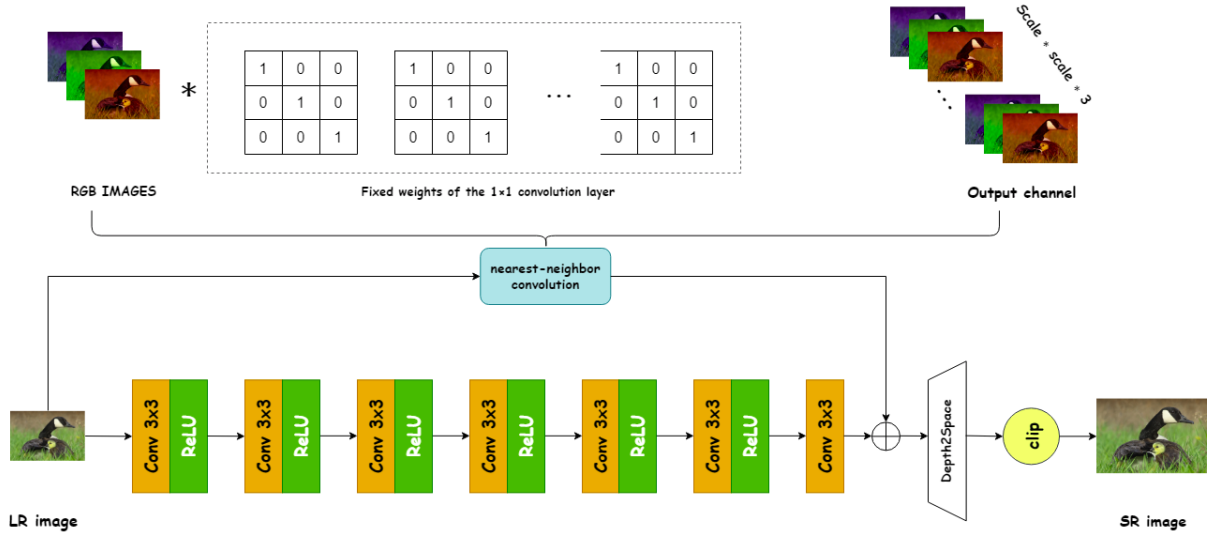 Scale * scale * 3
*
1 0 0
0 1 0
0 0 1
1 0 0
0 1 0
0 0 1
...
1 0 0
0 1 0
0 0 1
...
RGB IMAGES
Fixed weights of the 1×1 convolution layer
Output channel
nearest-neighbor
convolution
Conv 3x3
ReLU
Conv 3x3
ReLU
Conv 3x3
ReLU
Conv 3x3
ReLU
Conv 3x3
ReLU
Conv 3x3
ReLU
Conv 3x3
Depth2Space
clip
LR image
SR image